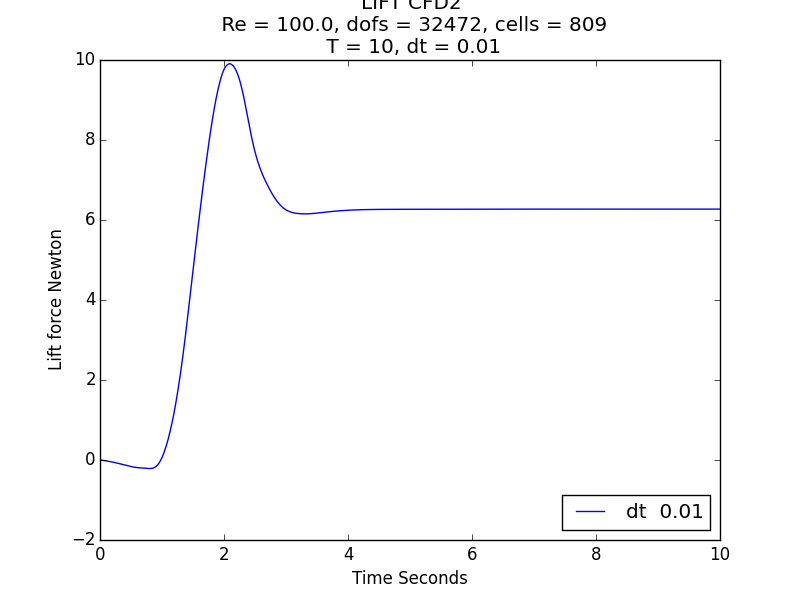 LIFT CFD2
Re = 100.0, dofs = 32472, cells = 809
T = 10, dt = 0.01
10
8
6
4
2
0
−2
Lift force Newton
dt 0.01
0 2 4 6 8 10
Time Seconds